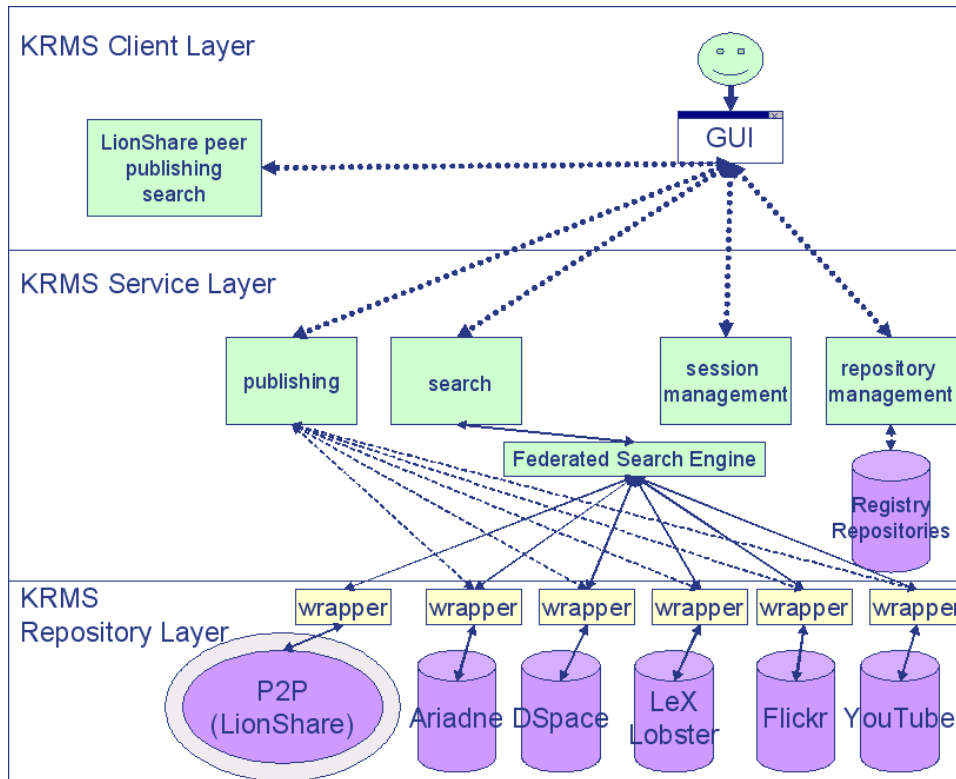 KRMS Client Layer
GUI
LionShare peer
publishing
search
KRMS Service Layer
publishing
search
session
management
repository
management
Federated Search Engine
Registry
Repositories
KRMS
Repository Layer
wrapper
wrapper
wrapper
wrapper
wrapper
wrapper
P2P
(LionShare)
Ariadne
DSpace
LeX
Lobster
Flickr
YouTube